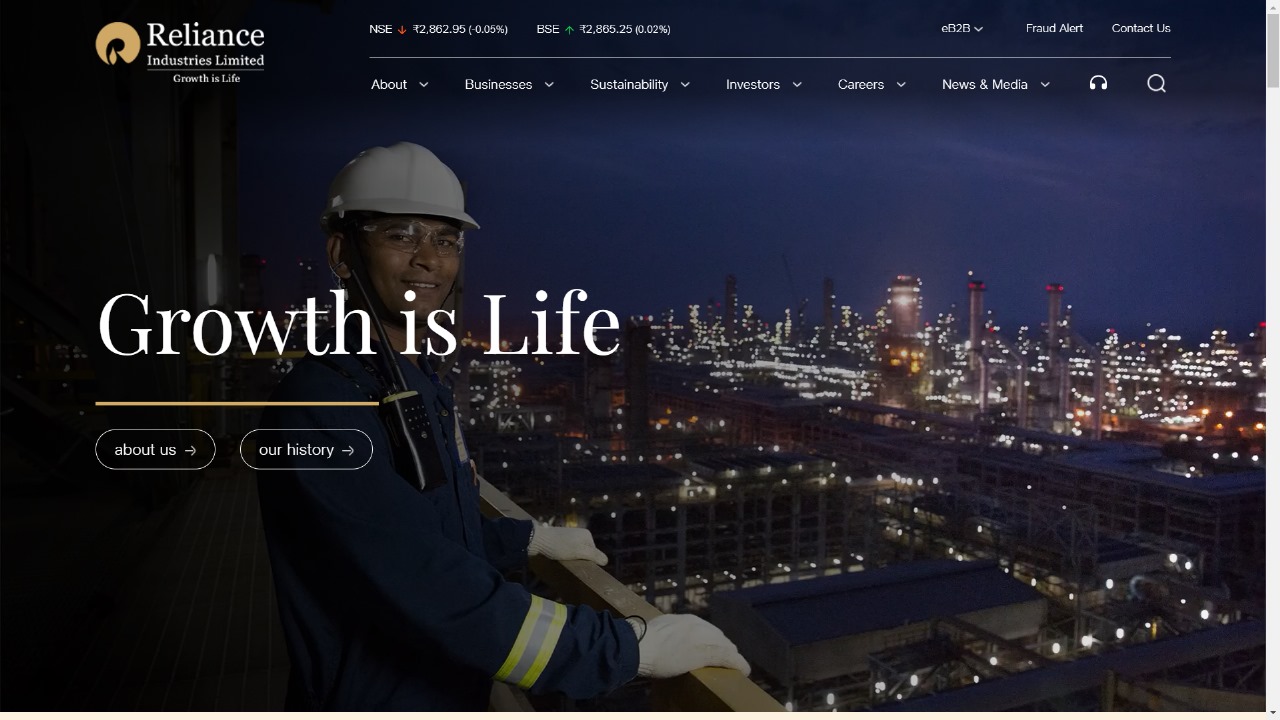 Reliance
Industries Limited
Growth is Life
NSE ₹2,862.95 (-0.05%) BSE ₹2,865.25 (0.02%)
eB2B Fraud Alert Contact Us
About Businesses Sustainability Investors Careers News & Media
Growth is Life
about us → our history →